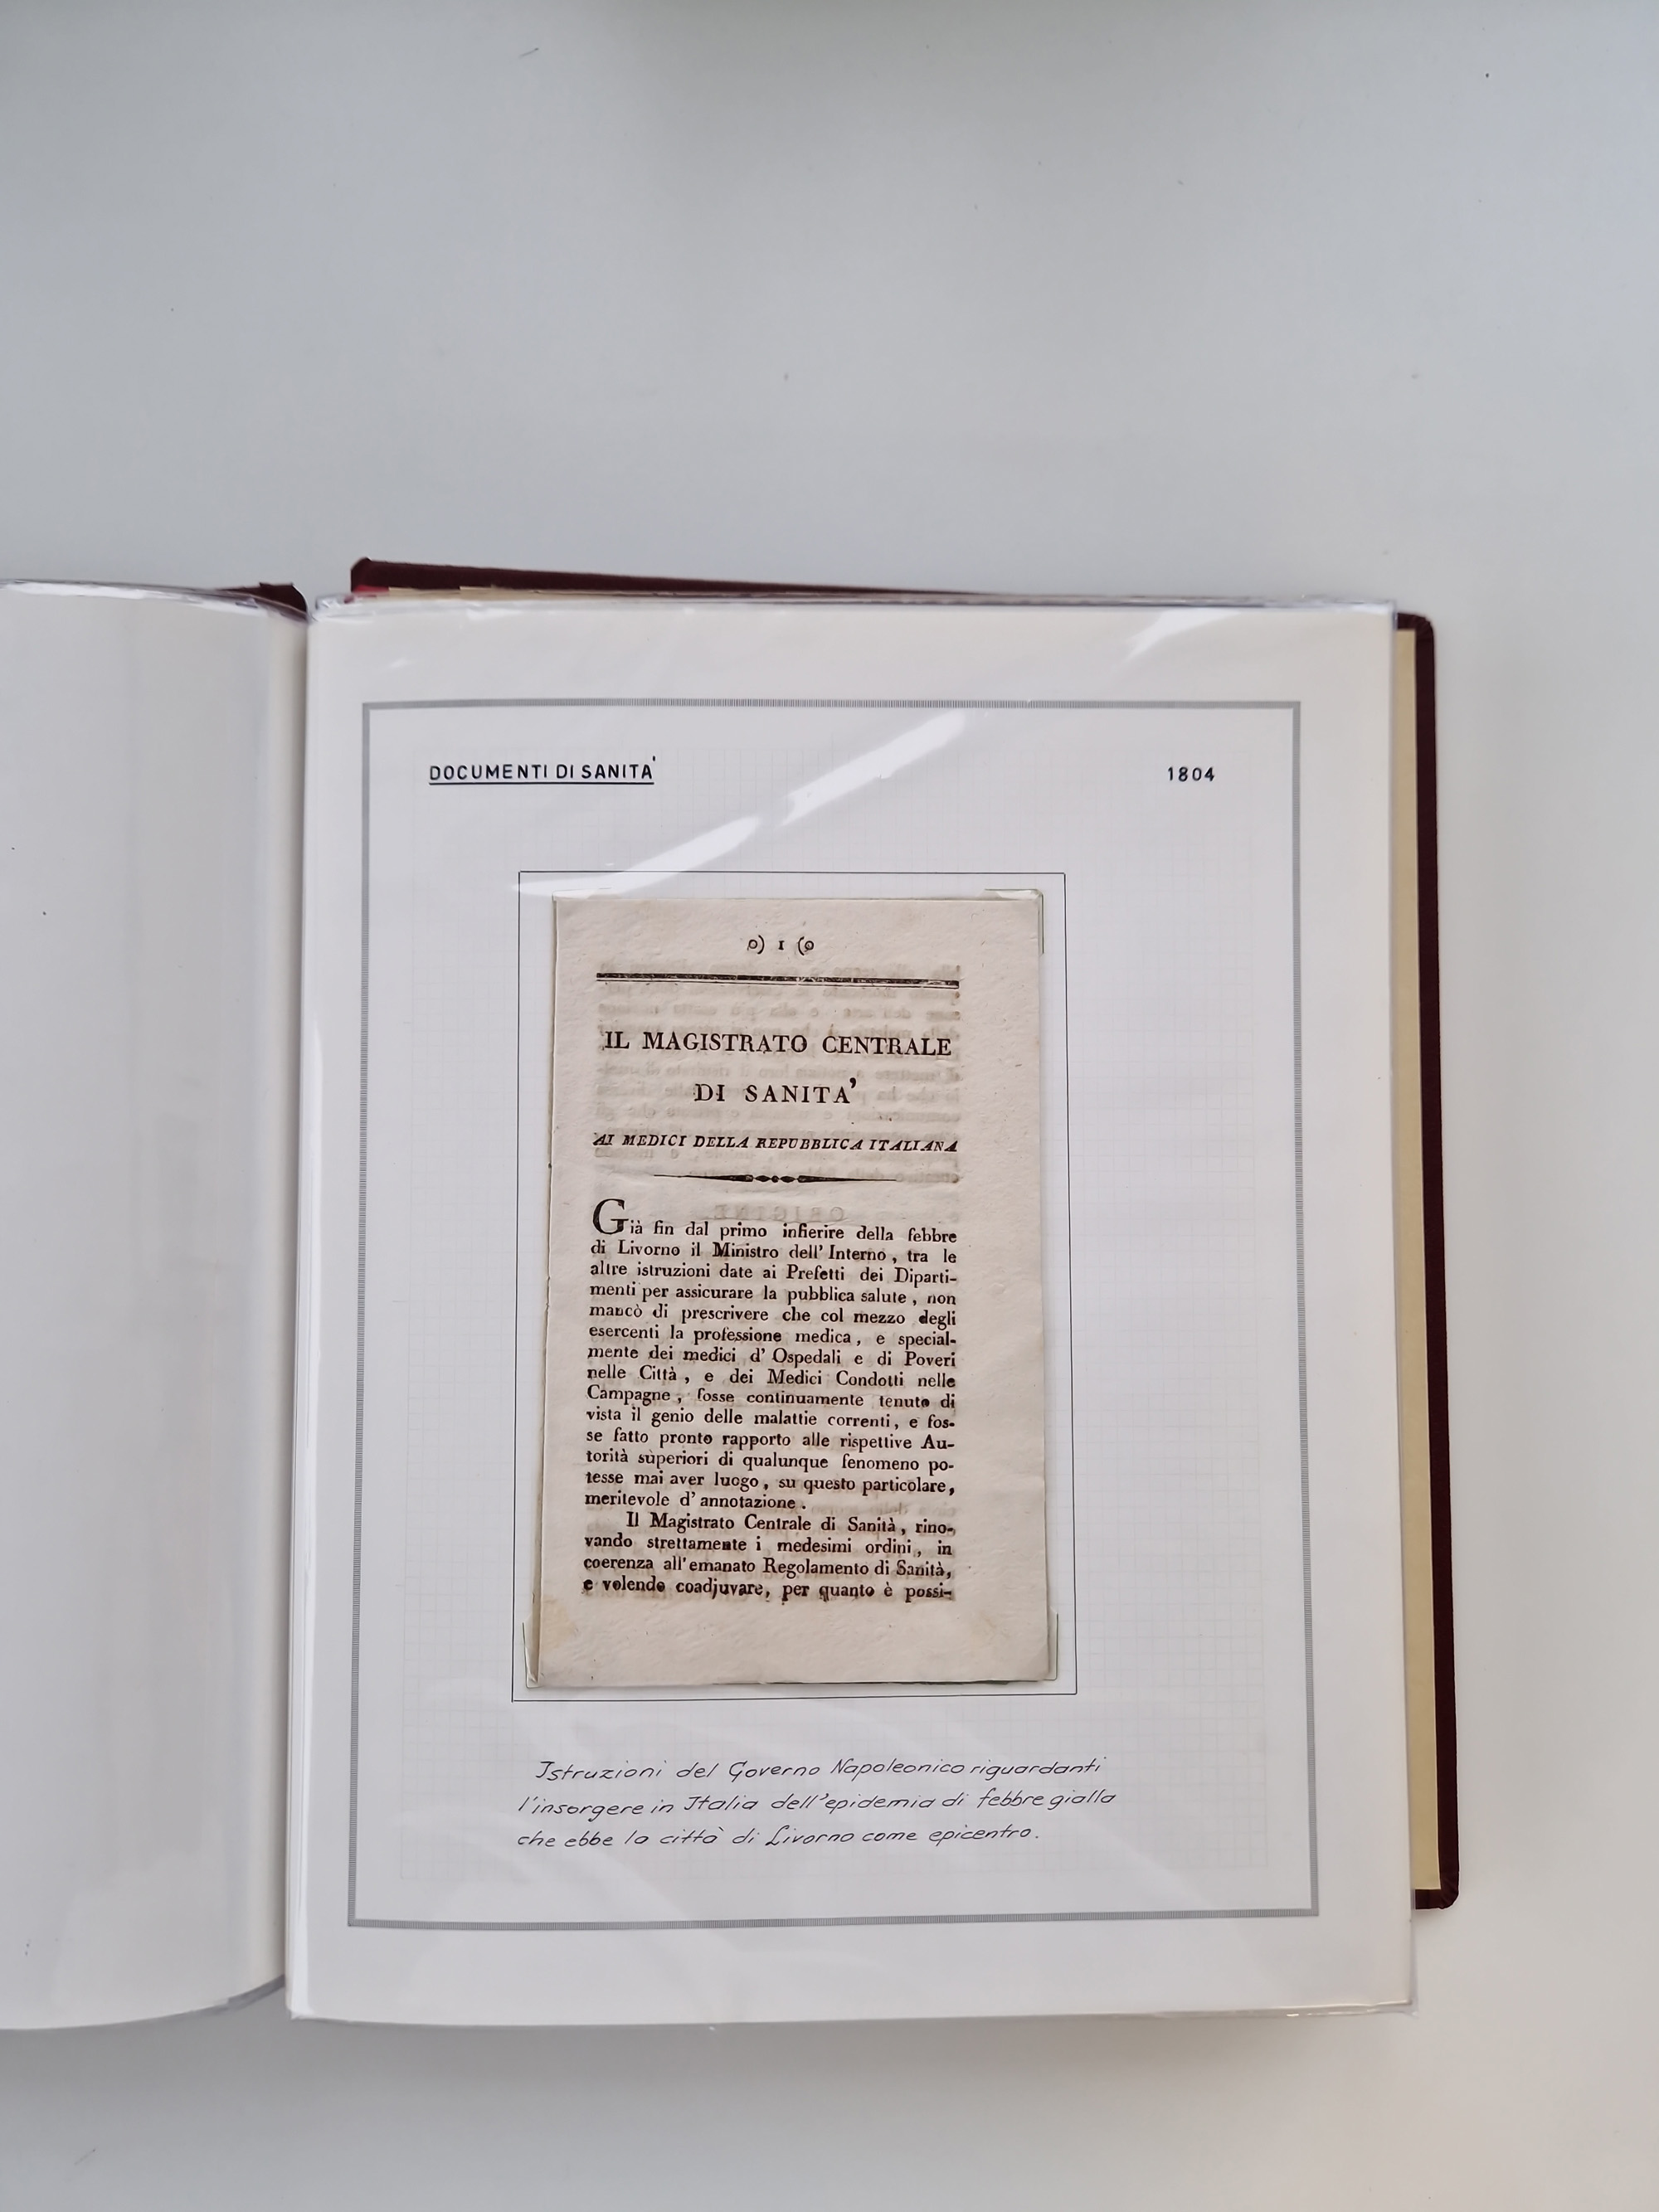 DOCUMENTI DI SANITA'
1804
o) 1 (o
IL MAGISTRATO CENTRALE
DI SANITA'
AI MEDICI DELLA REPUBBLICA ITALIANA
Già fin dal primo infierire della febbre
di Livorno il Ministro dell' Interno, tra le
altre istruzioni date ai Prefetti dei Diparti-
menti per assicurare la pubblica salute, non
mancò di prescrivere che col mezzo degli
esercenti la professione medica, e special-
mente dei medici d' Ospedali e di Poveri
nelle Città, e dei Medici Condotti nelle
Campagne, fosse continuamente tenuto di
vista il genio delle malattie correnti, e fos-
se fatto pronto rapporto alle rispettive Au-
torità superiori di qualunque fenomeno po-
tesse mai aver luogo, su questo particolare,
meritevole d' annotazione.
Il Magistrato Centrale di Sanità, rino-
vando strettamente i medesimi ordini, in
coerenza all' emanato Regolamento di Sanità,
e volendo coadjuvare, per quanto è possi-
Istruzioni del Governo Napoleonico riguardanti
l'insorgere in Italia dell'epidemia di febbre gialla
che ebbe la città di Livorno come epicentro.